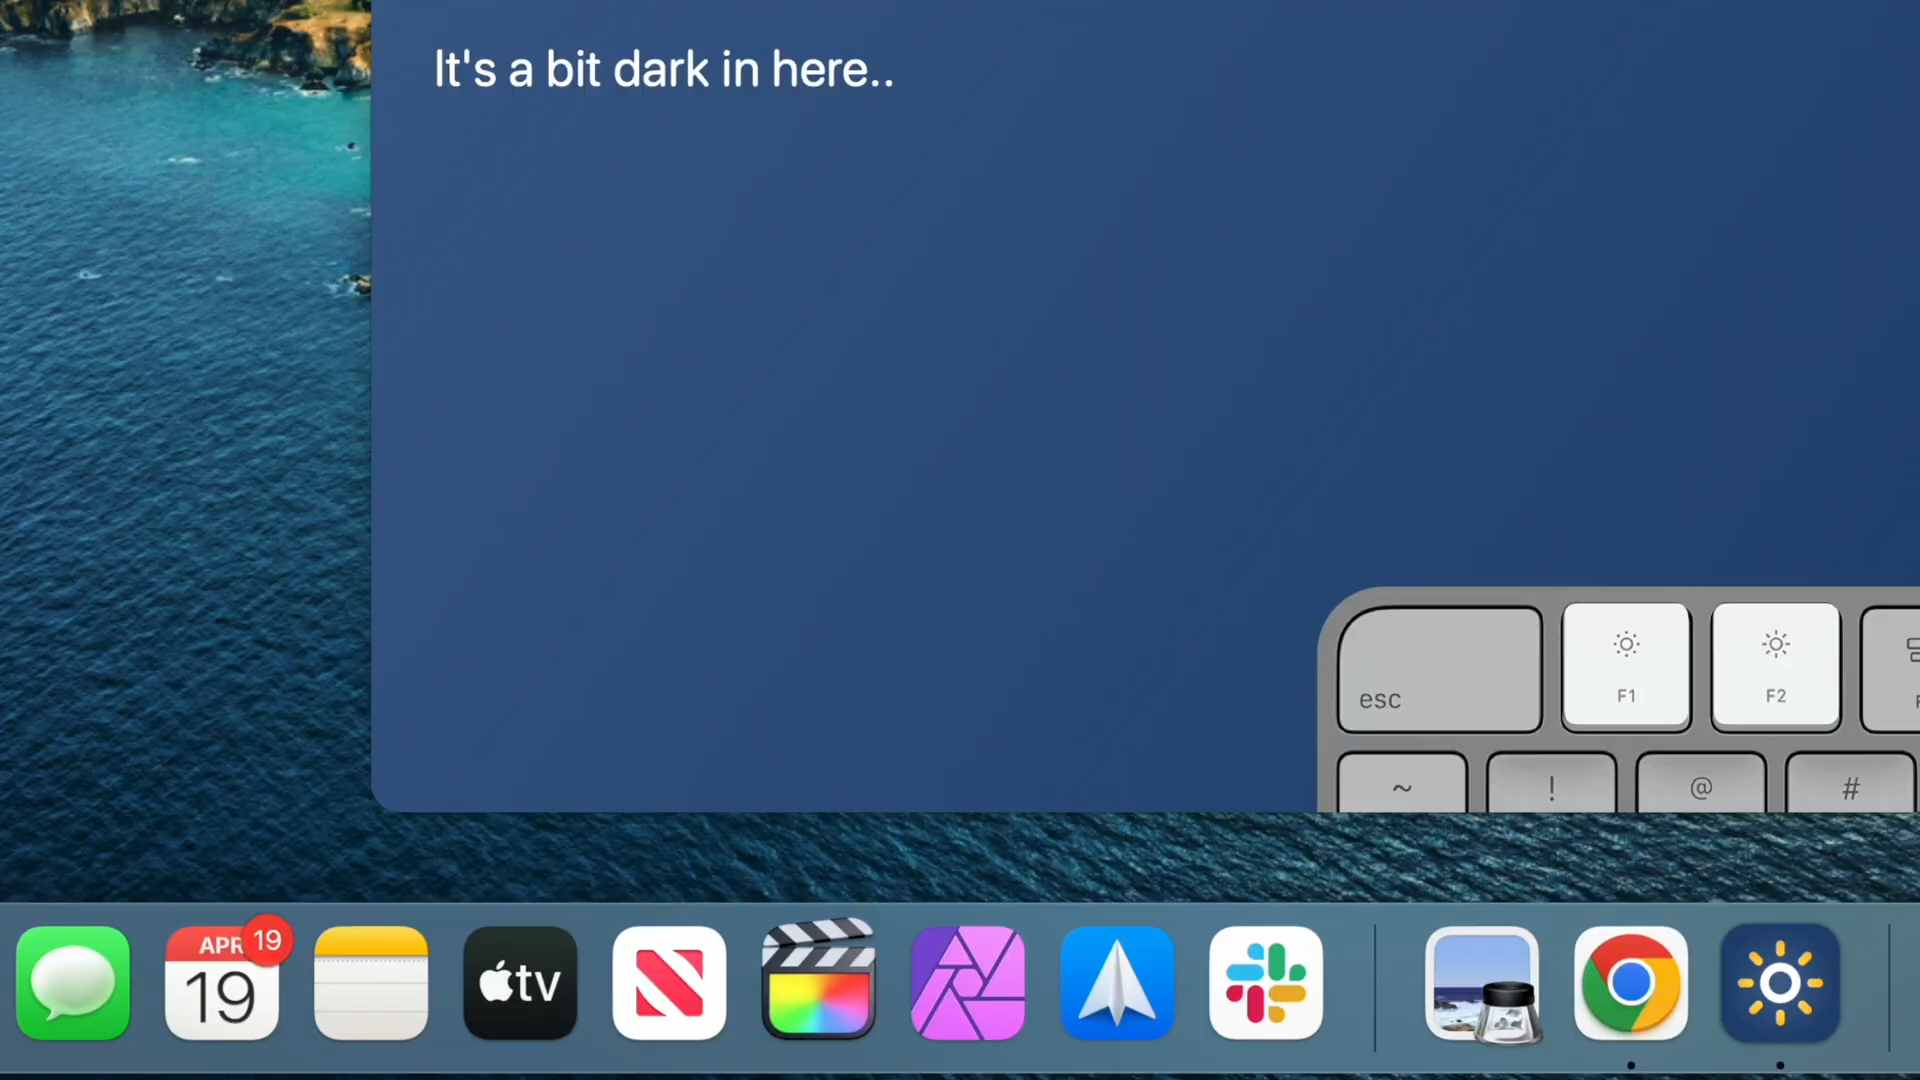 It's a bit dark in here..
esc
F1
F2
~
!
@
#
APR
19
19
tv